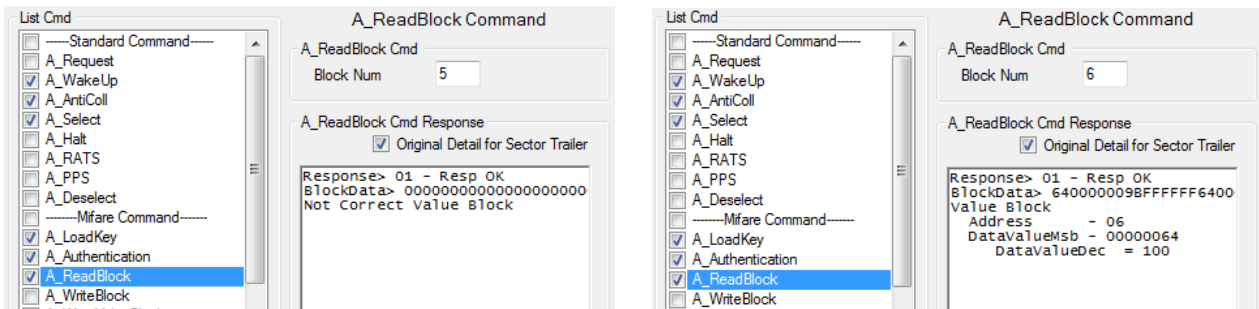 List Cmd
------Standard Command------
A_Request
A_WakeUp
A_AntiColl
A_Select
A_Halt
A_RATS
A_PPS
A_Deselect
--------Mifare Command-------
A_LoadKey
A_Authentication
A_ReadBlock
A_WriteBlock
A_ReadBlock Command
A_ReadBlock Cmd
Block Num 5
A_ReadBlock Cmd Response
Original Detail for Sector Trailer
Response> 01 - Resp OK
BlockData> 00000000000000000000
Not Correct Value Block
List Cmd
------Standard Command------
A_Request
A_WakeUp
A_AntiColl
A_Select
A_Halt
A_RATS
A_PPS
A_Deselect
--------Mifare Command-------
A_LoadKey
A_Authentication
A_ReadBlock
A_WriteBlock
A_ReadBlock Command
A_ReadBlock Cmd
Block Num 6
A_ReadBlock Cmd Response
Original Detail for Sector Trailer
Response> 01 - Resp OK
BlockData> 640000009BFFFFFF6400
Value Block
Address - 06
DataValueMsb - 00000064
DataValueDec = 100